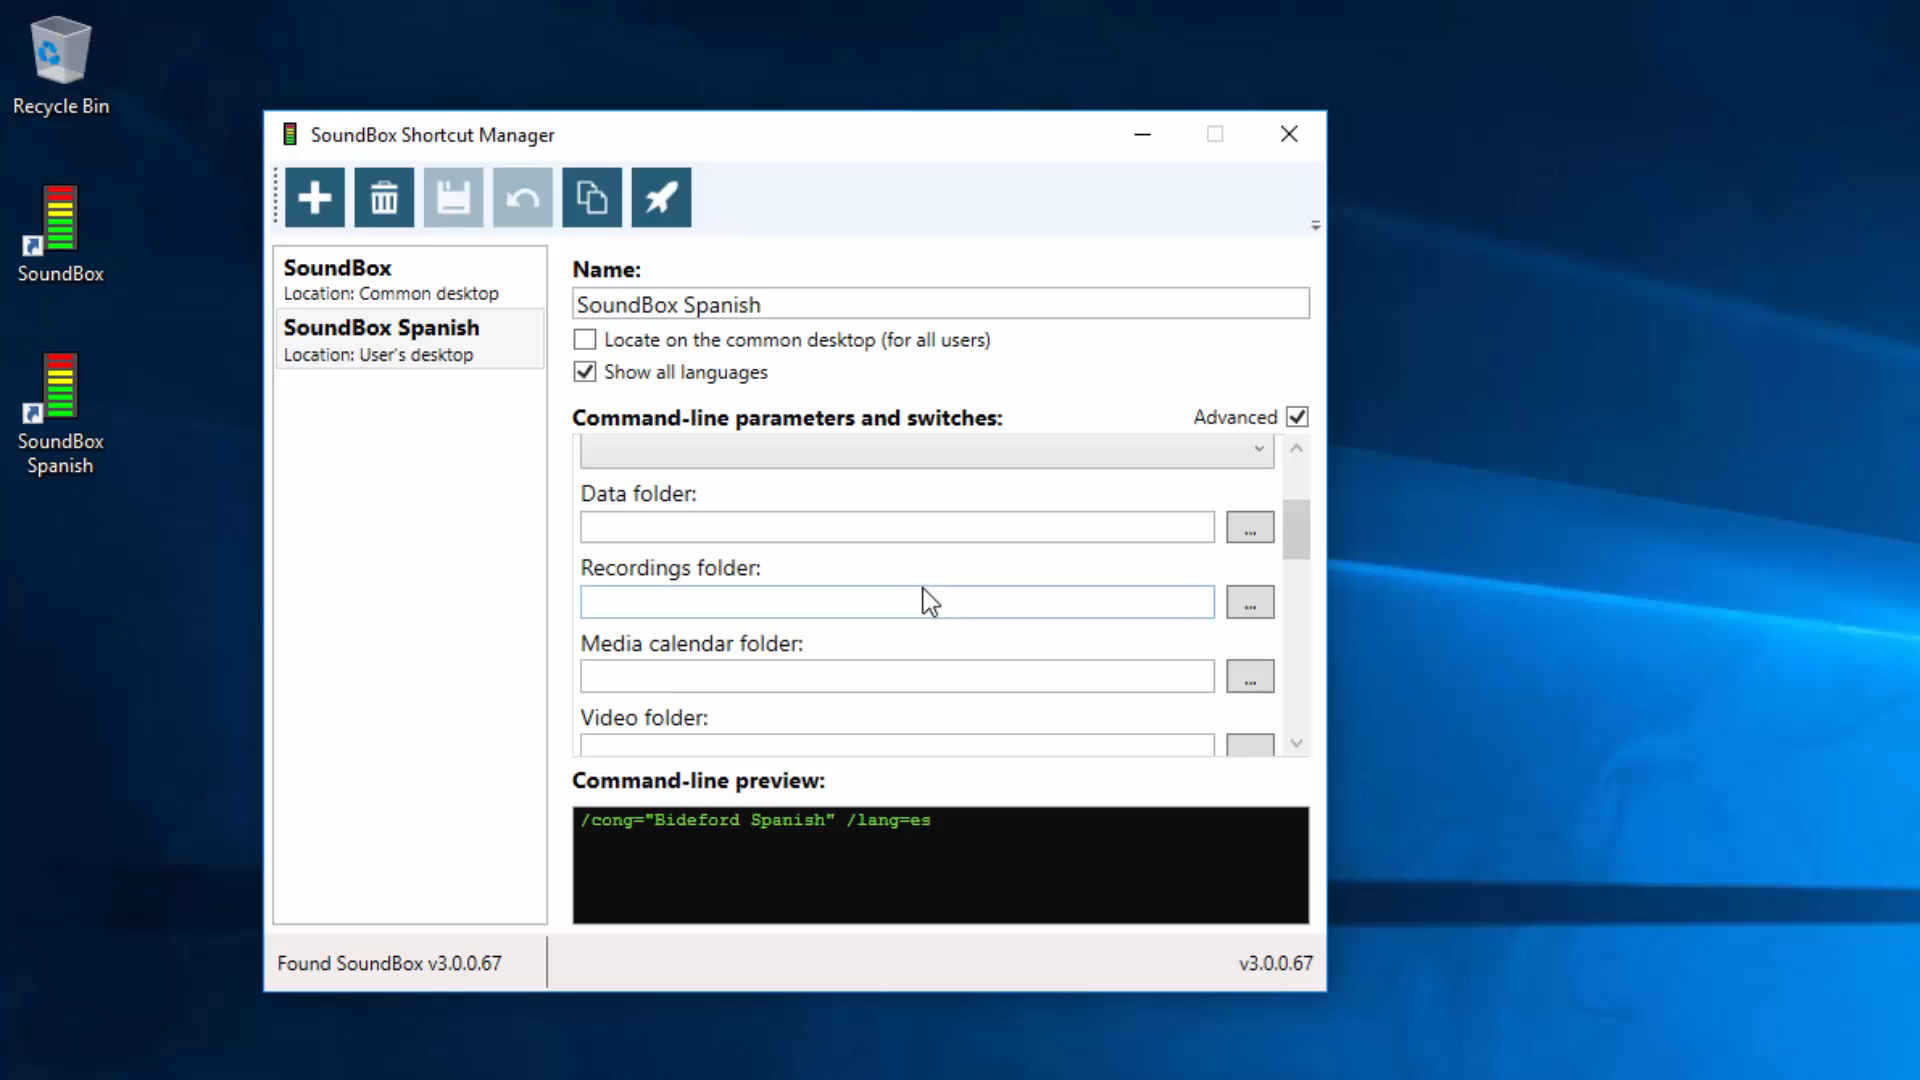 Recycle Bin
SoundBox
SoundBox
Spanish
SoundBox Shortcut Manager
SoundBox
Location: Common desktop
SoundBox Spanish
Location: User's desktop
Name:
SoundBox Spanish
Locate on the common desktop (for all users)
Show all languages
Command-line parameters and switches:
Advanced
Data folder:
...
Recordings folder:
...
Media calendar folder:
...
Video folder:
Command-line preview:
/cong="Bideford Spanish" /lang=es
Found SoundBox v3.0.0.67
v3.0.0.67